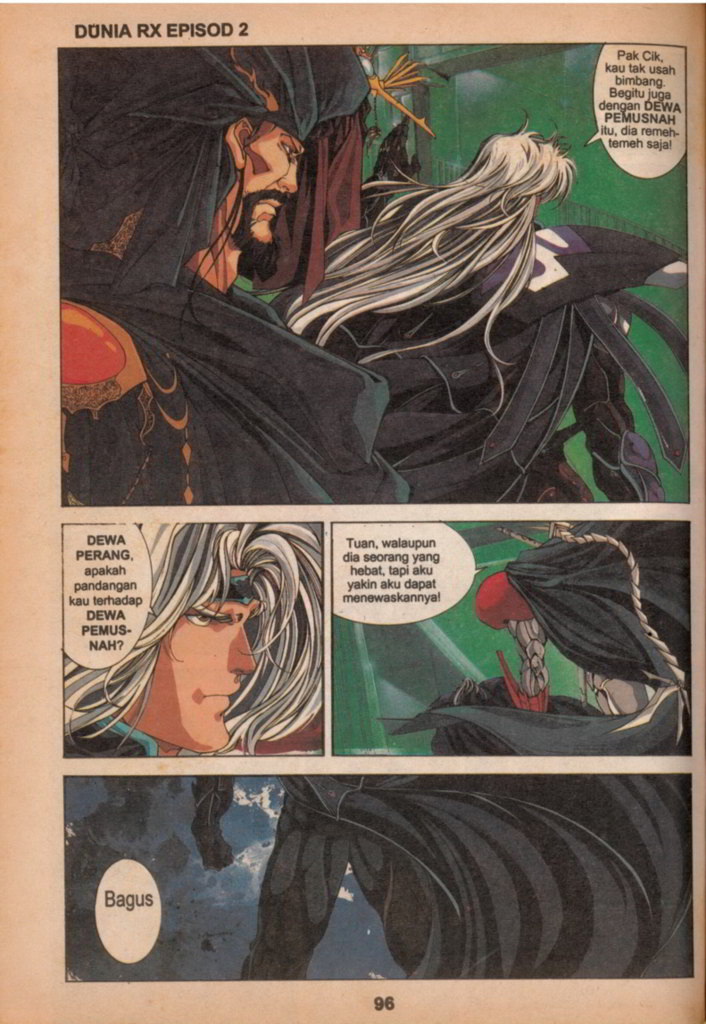 DUNIA RX EPISOD 2
Pak Cik,
kau tak usah
bimbang.
Begitu juga
dengan DEWA
PEMUSNAH
itu, dia remeh-
temeh saja!
DEWA
PERANG,
apakah
pandangan
kau terhadap
DEWA
PEMUS-
NAH?
Tuan, walaupun
dia seorang yang
hebat, tapi aku
yakin aku dapat
menewaskannya!
Bagus
96